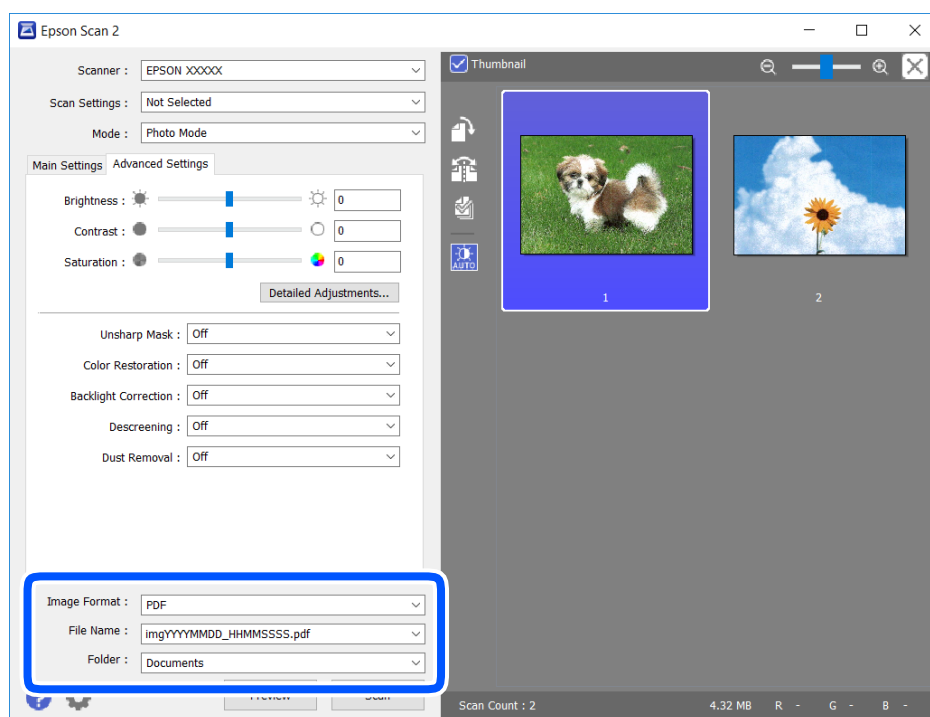 Epson Scan 2
Scanner : EPSON XXXXX
Scan Settings : Not Selected
Mode : Photo Mode
Main Settings Advanced Settings
Brightness : 0
Contrast : 0
Saturation : 0
Detailed Adjustments...
Unsharp Mask : Off
Color Restoration : Off
Backlight Correction : Off
Descreening : Off
Dust Removal : Off
Image Format : PDF
File Name : imgYYYYMMDD_HHMMSSSS.pdf
Folder : Documents
Preview Scan
Thumbnail
AUTO
1 2
Scan Count : 2 4.32 MB R - G - B -